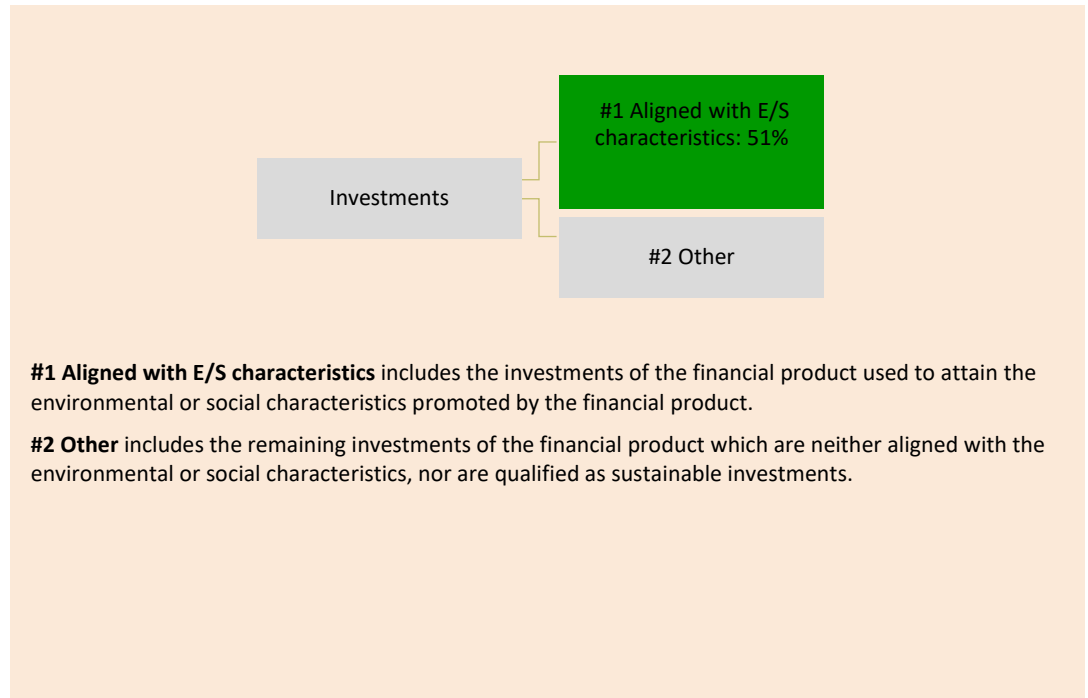 #1 Aligned with E/S
characteristics: 51%
Investments
#2 Other
#1 Aligned with E/S characteristics includes the investments of the financial product used to attain the
environmental or social characteristics promoted by the financial product.
#2 Other includes the remaining investments of the financial product which are neither aligned with the
environmental or social characteristics, nor are qualified as sustainable investments.